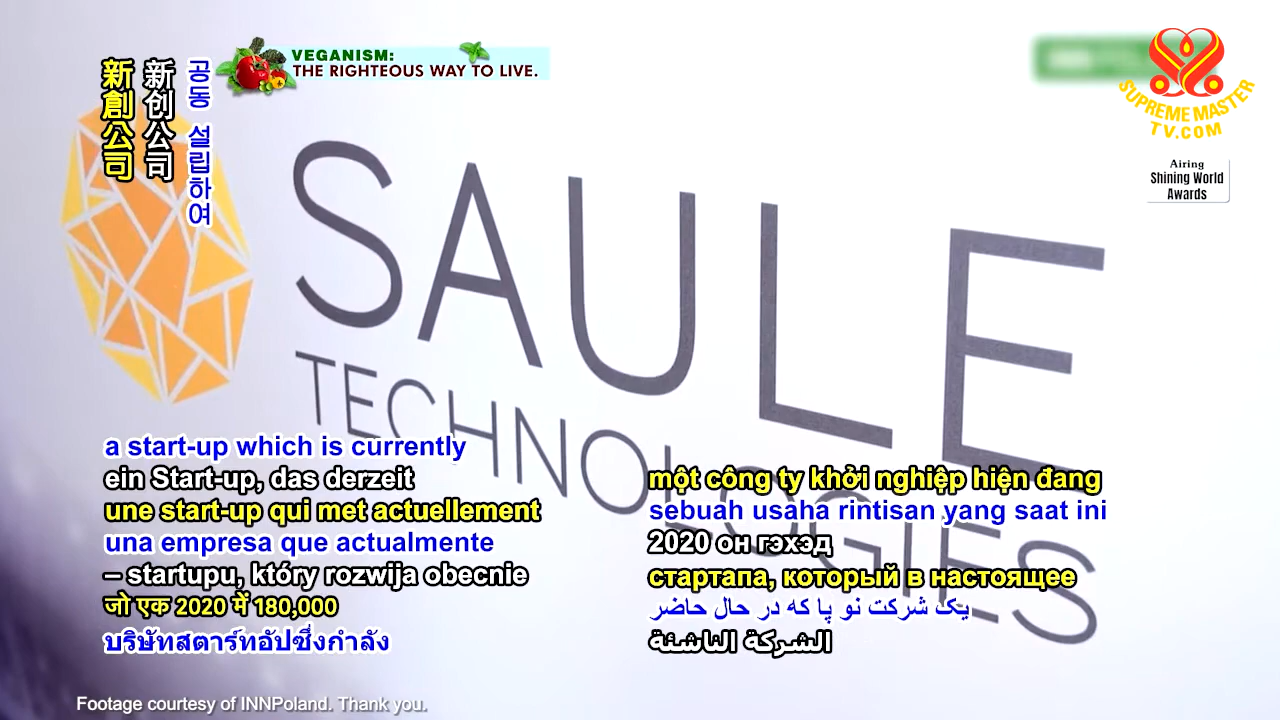 VEGANISM:
THE RIGHTEOUS WAY TO LIVE.
SUPREME MASTER
TV.COM
Airing
Shining World
Awards
新創公司
新创公司
공동 설립하여
SAULE
TECHNOLOGIES
a start-up which is currently
ein Start-up, das derzeit
une start-up qui met actuellement
una empresa que actualmente
– startupu, który rozwija obecnie
जो एक 2020 में 180,000
บริษัทสตาร์ทอัปซึ่งกำลัง
một công ty khởi nghiệp hiện đang
sebuah usaha rintisan yang saat ini
2020 он гэхэд
стартапа, который в настоящее
یک شرکت نو پا که در حال حاضر
الشركة الناشئة
Footage courtesy of INNPoland. Thank you.